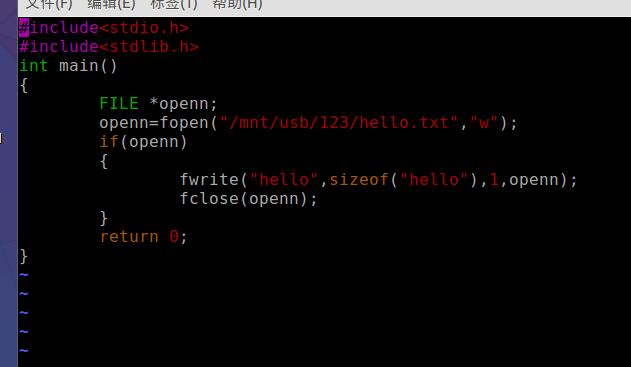 文件(F) 编辑(E) 标签(T) 帮助(H)
#include<stdio.h>
#include<stdlib.h>
int main()
{
        FILE *openn;
        openn=fopen("/mnt/usb/123/hello.txt","w");
        if(openn)
        {
                fwrite("hello",sizeof("hello"),1,openn);
                fclose(openn);
        }
        return 0;
}
~
~
~
~
~